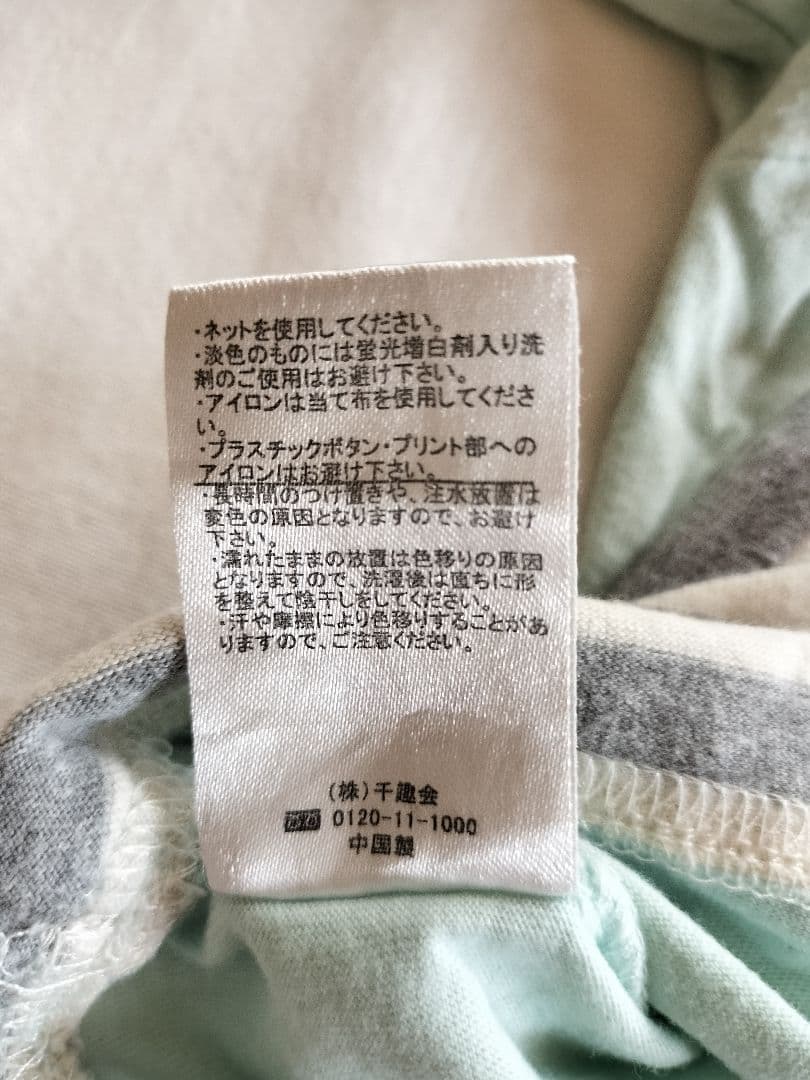 ・ネットを使用してください。
・淡色のものには蛍光増白剤入り洗
剤のご使用はお避け下さい。
・アイロンは当て布を使用してくださ
い。
・プラスチックボタン・プリント部への
アイロンはお避け下さい。
・長時間のつけ置きや、注水放置は
変色の原因となりますので、お避け
下さい。
・濡れたままの放置は色移りの原因
となりますので、洗濯後は直ちに形
を整えて陰干しをしてください。
・汗や摩擦により色移りすることがあ
りますので、ご注意ください。
(株)千趣会
0120-11-1000
中国製